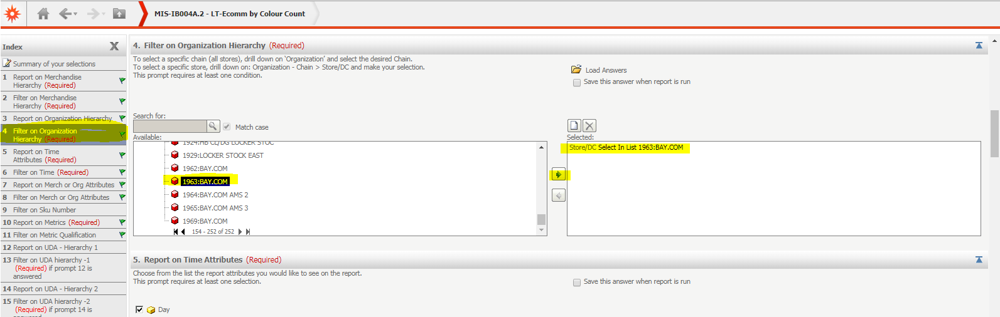 MIS-IB004A.2 - LT-Ecomm by Colour Count
Index
Summary of your selections
1 Report on Merchandise
Hierarchy (Required)
2 Filter on Merchandise
Hierarchy (Required)
3 Report on Organization Hierarchy
4 Filter on Organization
Hierarchy (Required)
5 Report on Time
Attributes (Required)
6 Filter on Time (Required)
7 Report on Merch or Org Attributes
8 Filter on Merch or Org Attributes
9 Filter on Sku Number
10 Report on Metrics (Required)
11 Filter on Metric Qualification
12 Report on UDA - Hierarchy 1
13 Filter on UDA hierarchy -1
(Required) if prompt 12 is
answered
14 Report on UDA - Hierarchy 2
15 Filter on UDA hierarchy -2
(Required) if prompt 14 is
4. Filter on Organization Hierarchy (Required)
To select a specific chain (all stores), drill down on 'Organization' and select the desired Chain.
To select a specific store, drill down on: Organization - Chain > Store/DC and make your selection.
This prompt requires at least one condition.
Load Answers
Save this answer when report is run
Search for:
Match case
Available:
1924:HB CL/DG LOCKER STOC
1929:LOCKER STOCK EAST
1962:BAY.COM
1963:BAY.COM
1964:BAY.COM AMS 2
1965:BAY.COM AMS 3
1969:BAY.COM
154 - 252 of 252
Selected:
Store/DC Select In List 1963:BAY.COM
5. Report on Time Attributes (Required)
Choose from the list the report attributes you would like to see on the report.
This prompt requires at least one selection.
Save this answer when report is run
Day